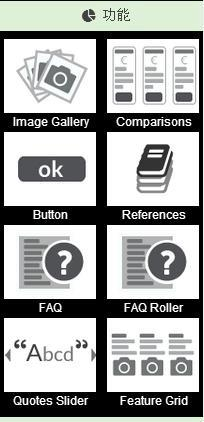 功能
Image Gallery
Comparisons
ok
Button
References
?
FAQ
?
FAQ Roller
“Abcd”
Quotes Slider
Feature Grid